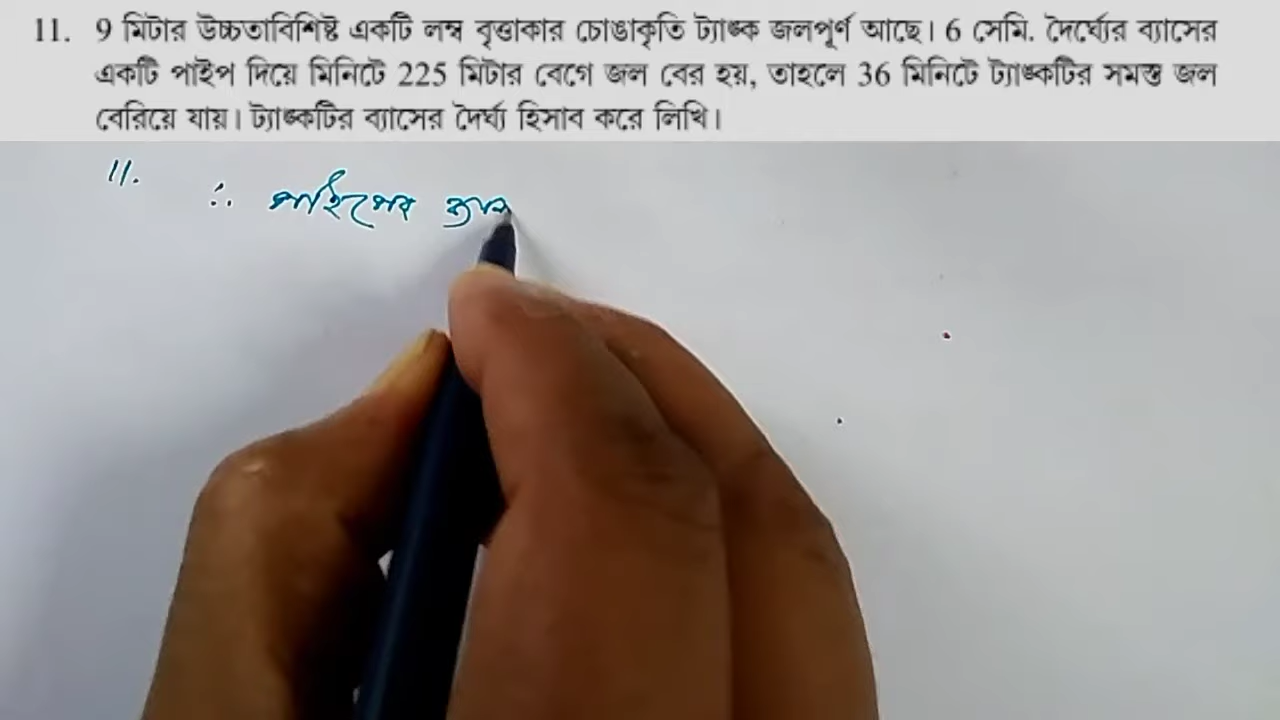 11. 9 মিটার উচ্চতাবিশিষ্ট একটি লম্ব বৃত্তাকার চোঙাকৃতি ট্যাঙ্ক জলপূর্ণ আছে। 6 সেমি. দৈর্ঘ্যের ব্যাসের
একটি পাইপ দিয়ে মিনিটে 225 মিটার বেগে জল বের হয়, তাহলে 36 মিনিটে ট্যাঙ্কটির সমস্ত জল
বেরিয়ে যায়। ট্যাঙ্কটির ব্যাসের দৈর্ঘ্য হিসাব করে লিখি।
11.
∴ পাইপের